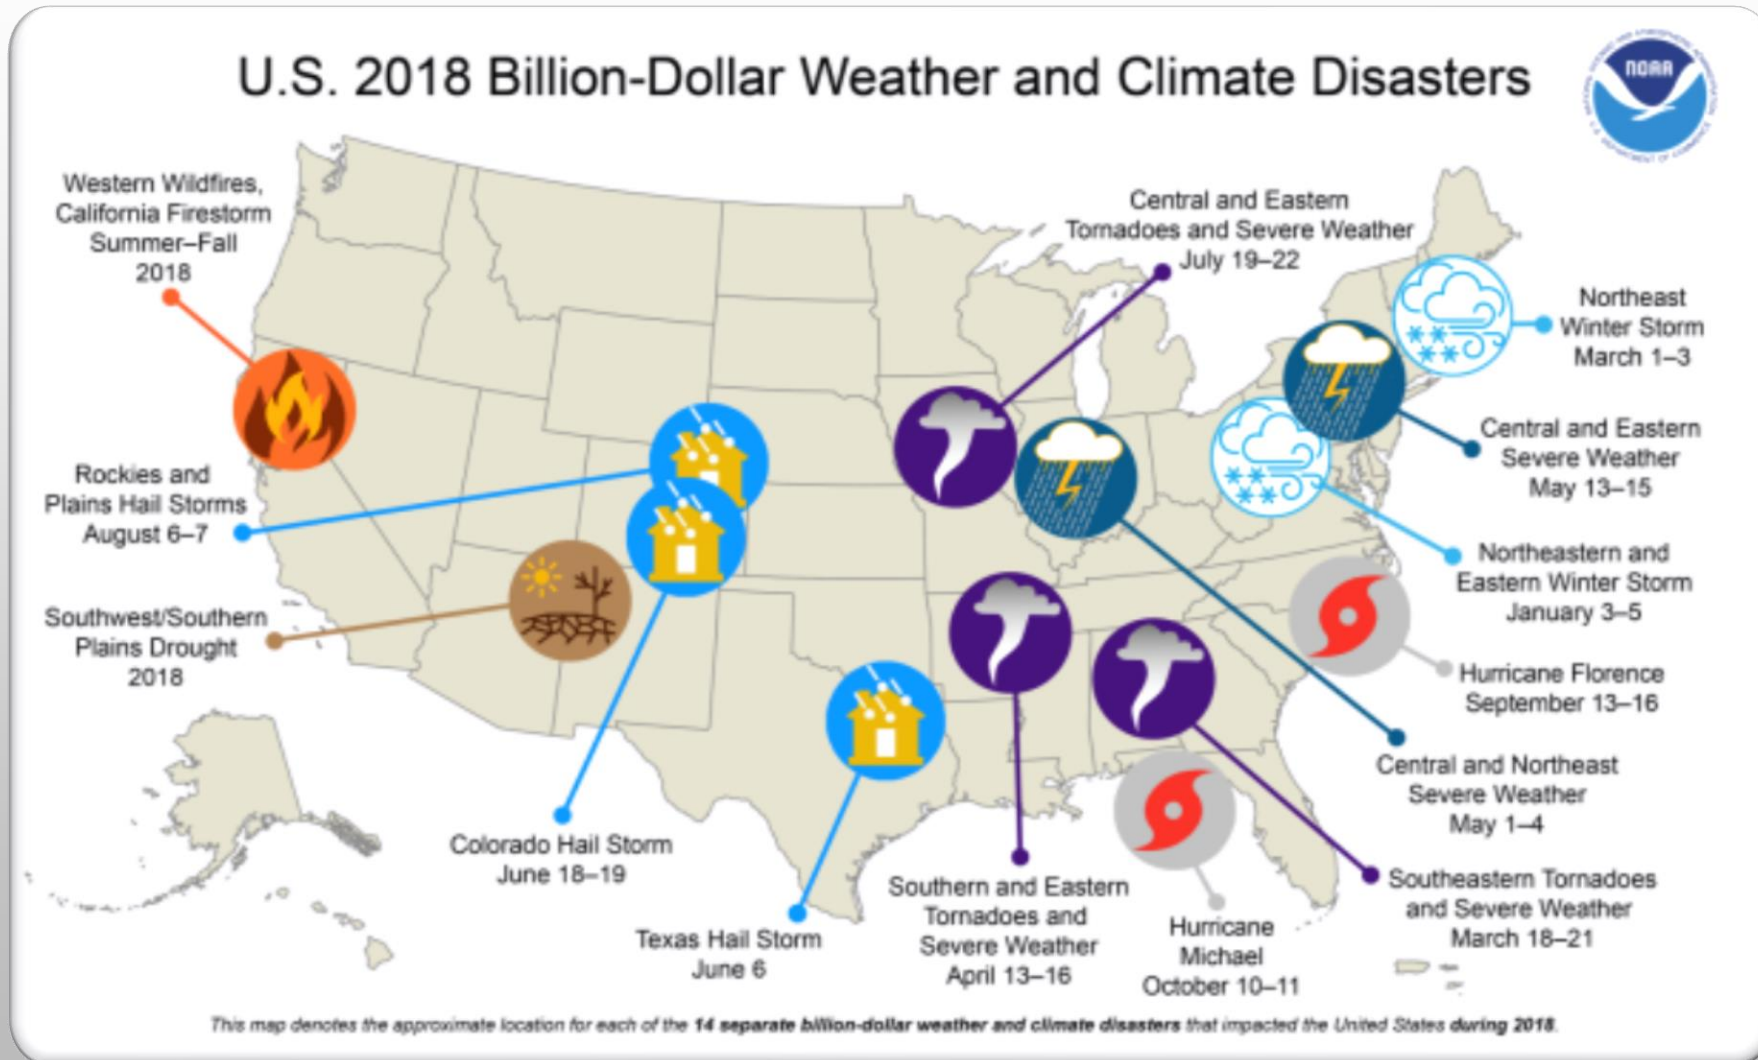 U.S. 2018 Billion-Dollar Weather and Climate Disasters
NOAA
Western Wildfires,
California Firestorm
Summer–Fall
2018
Central and Eastern
Tornadoes and Severe Weather
July 19–22
Northeast
Winter Storm
March 1–3
Central and Eastern
Severe Weather
May 13–15
Rockies and
Plains Hail Storms
August 6–7
Northeastern and
Eastern Winter Storm
January 3–5
Southwest/Southern
Plains Drought
2018
Hurricane Florence
September 13–16
Central and Northeast
Severe Weather
May 1–4
Colorado Hail Storm
June 18–19
Texas Hail Storm
June 6
Southern and Eastern
Tornadoes and
Severe Weather
April 13–16
Hurricane
Michael
October 10–11
Southeastern Tornadoes
and Severe Weather
March 18–21
This map denotes the approximate location for each of the 14 separate billion-dollar weather and climate disasters that impacted the United States during 2018.